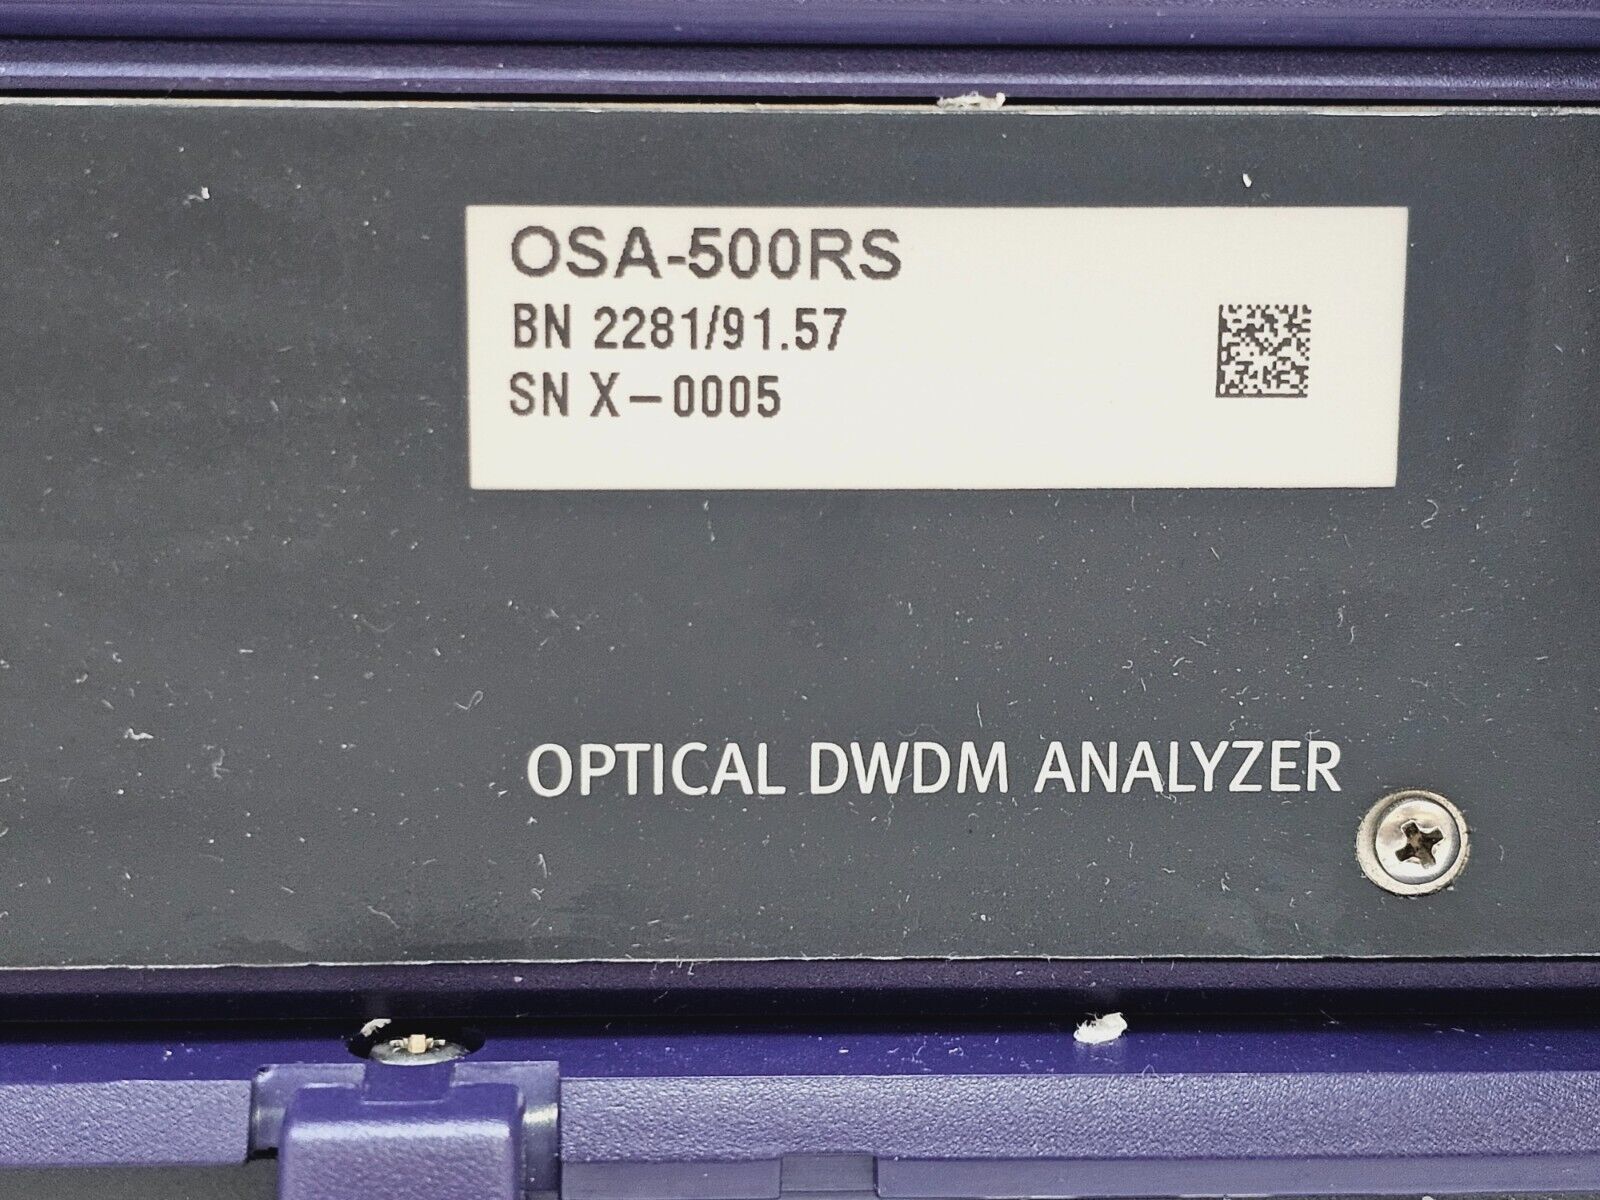 OSA-500RS
BN 2281/91.57
SN X-0005
OPTICAL DWDM ANALYZER